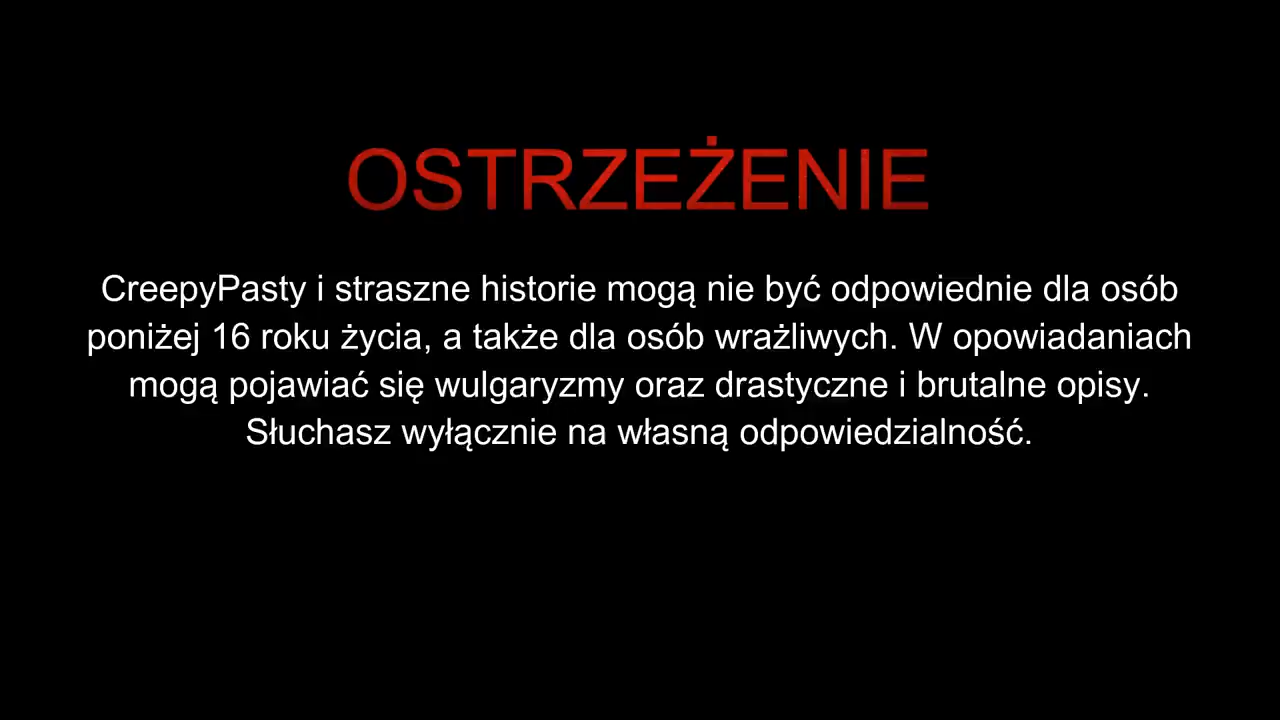 OSTRZEŻENIE
CreepyPasty i straszne historie mogą nie być odpowiednie dla osób
poniżej 16 roku życia, a także dla osób wrażliwych. W opowiadaniach
mogą pojawiać się wulgaryzmy oraz drastyczne i brutalne opisy.
Słuchasz wyłącznie na własną odpowiedzialność.